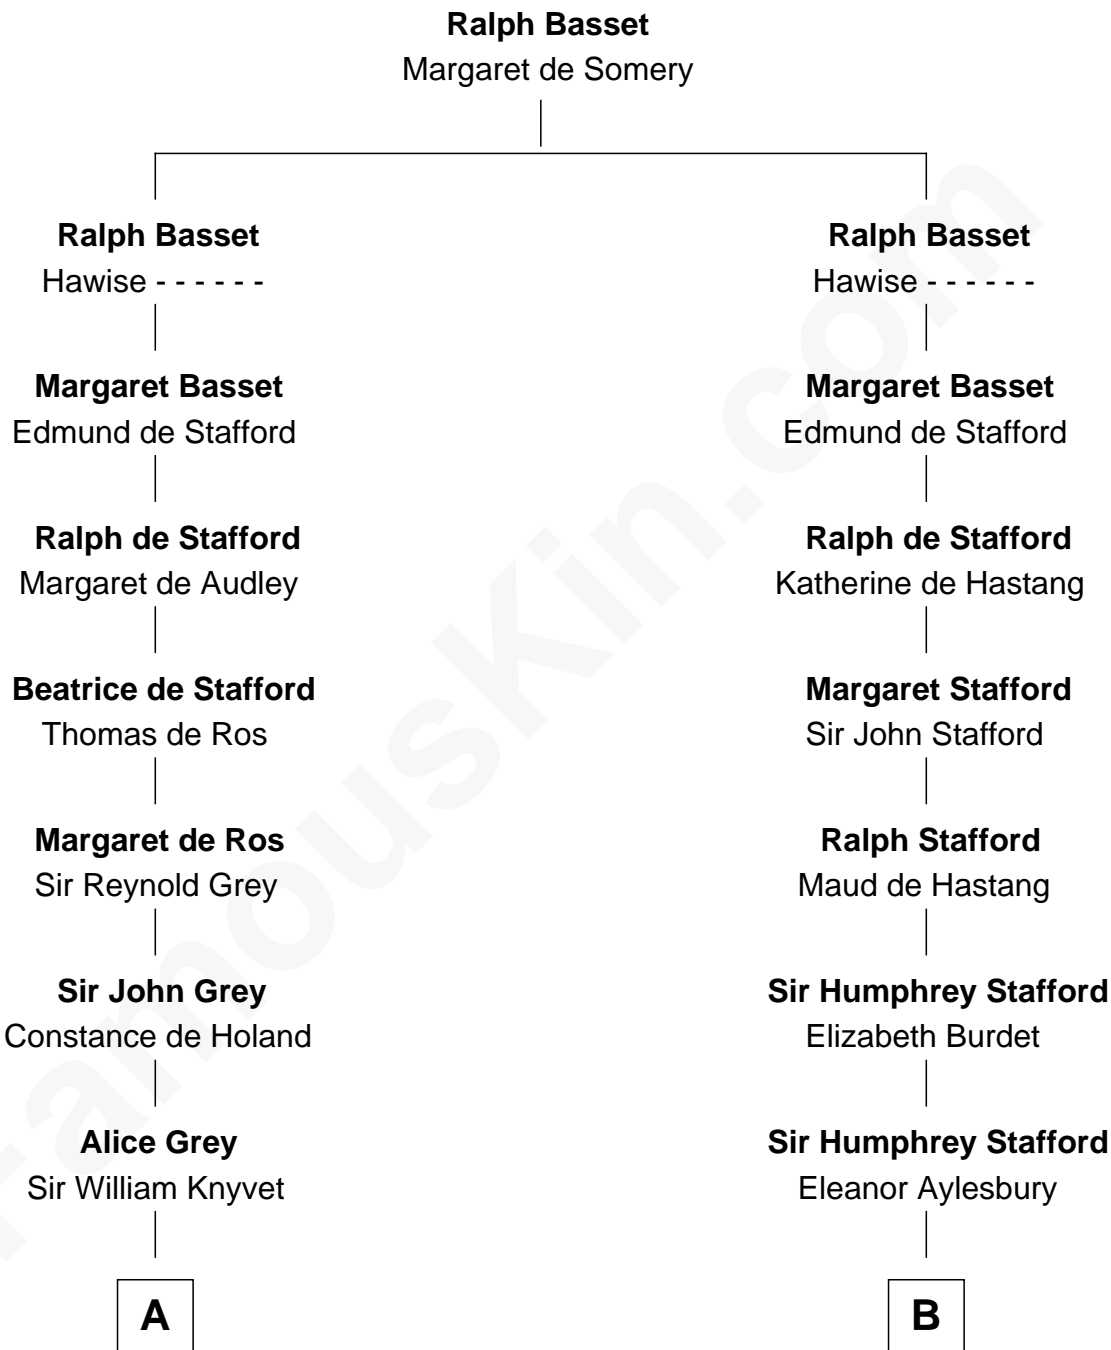 Ralph Basset
Margaret de Somery
Ralph Basset
Hawise - - - - - -
Margaret Basset
Edmund de Stafford
Ralph de Stafford
Margaret de Audley
Beatrice de Stafford
Thomas de Ros
Margaret de Ros
Sir Reynold Grey
Sir John Grey
Constance de Holand
Alice Grey
Sir William Knyvet
A
Ralph Basset
Hawise - - - - - -
Margaret Basset
Edmund de Stafford
Ralph de Stafford
Katherine de Hastang
Margaret Stafford
Sir John Stafford
Ralph Stafford
Maud de Hastang
Sir Humphrey Stafford
Elizabeth Burdet
Sir Humphrey Stafford
Eleanor Aylesbury
B
FamousKin.com